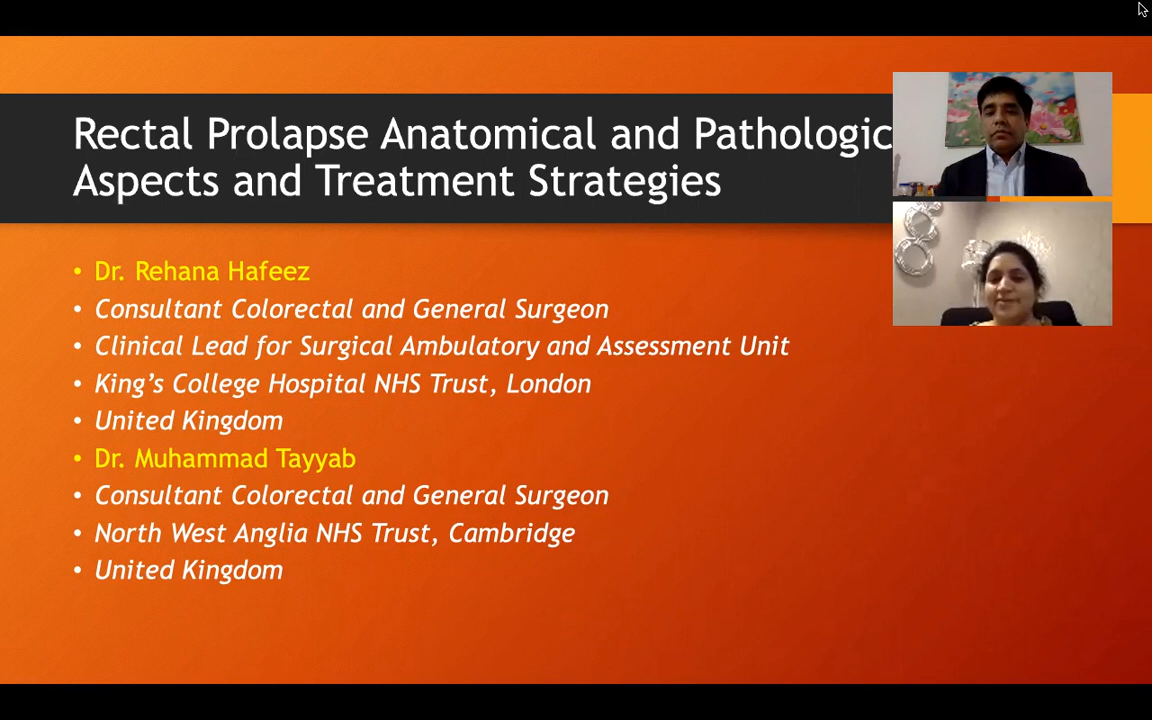 Rectal Prolapse Anatomical and Pathologic
Aspects and Treatment Strategies
• Dr. Rehana Hafeez
• Consultant Colorectal and General Surgeon
• Clinical Lead for Surgical Ambulatory and Assessment Unit
• King’s College Hospital NHS Trust, London
• United Kingdom
• Dr. Muhammad Tayyab
• Consultant Colorectal and General Surgeon
• North West Anglia NHS Trust, Cambridge
• United Kingdom